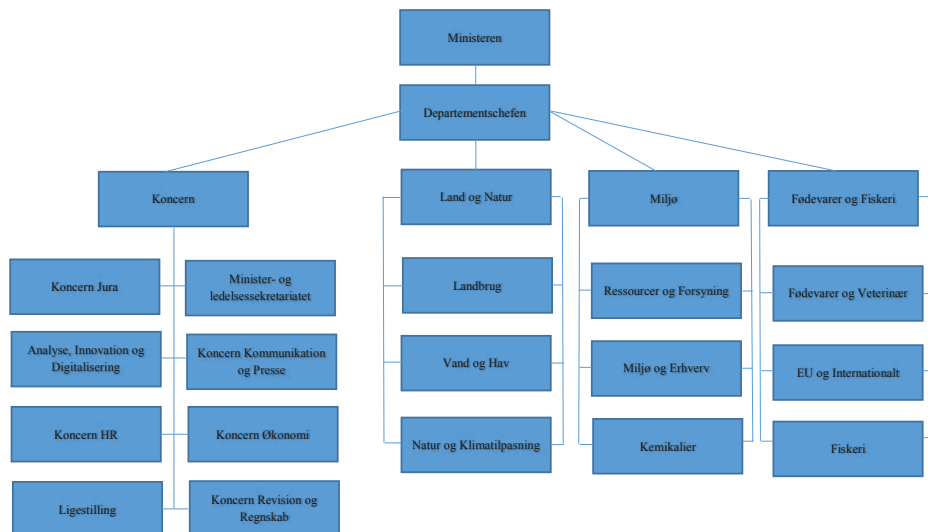 Ministeren
Departementschefen
Koncern
Land og Natur
Miljø
Fødevarer og Fiskeri
Koncern Jura
Minister- og
ledelsessekretariatet
Landbrug
Ressourcer og Forsyning
Fødevarer og Veterinær
Analyse, Innovation og
Digitalisering
Koncern Kommunikation
og Presse
Vand og Hav
Miljø og Erhverv
EU og Internationalt
Koncern HR
Koncern Økonomi
Natur og Klimatilpasning
Kemikalier
Fiskeri
Ligestilling
Koncern Revision og
Regnskab